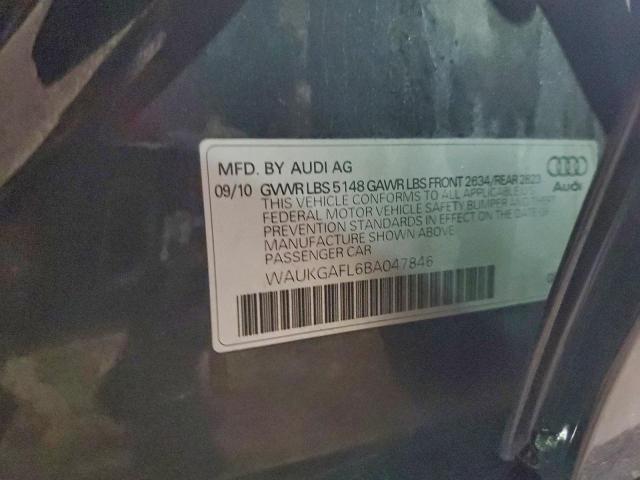 MFD. BY AUDI AG
09/10 GVWR LBS 5148 GAWR LBS FRONT 2634/REAR 2623
THIS VEHICLE CONFORMS TO ALL APPLICABLE
FEDERAL MOTOR VEHICLE SAFETY BUMPER AND THEFT
PREVENTION STANDARDS IN EFFECT ON THE DATE OF
MANUFACTURE SHOWN ABOVE
PASSENGER CAR
Audi
WAUKGAFL6BA047846